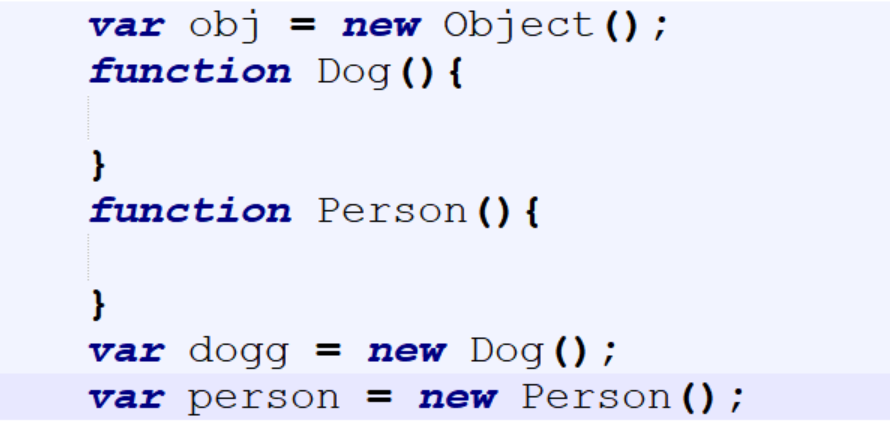 var obj = new Object();
function Dog(){
}
function Person(){
}
var dogg = new Dog();
var person = new Person();